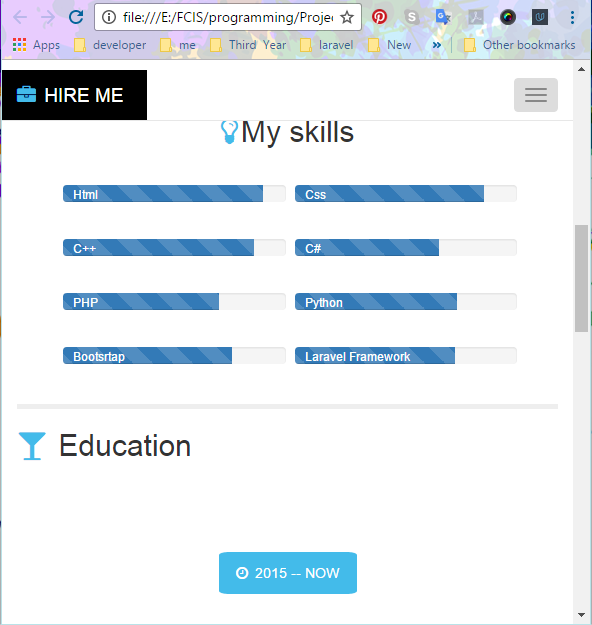 file:///E:/FCIS/programming/Projec
Apps developer me Third Year laravel New » Other bookmarks
HIRE ME
My skills
Html Css
C++ C#
PHP Python
Bootsrtap Laravel Framework
Education
2015 -- NOW